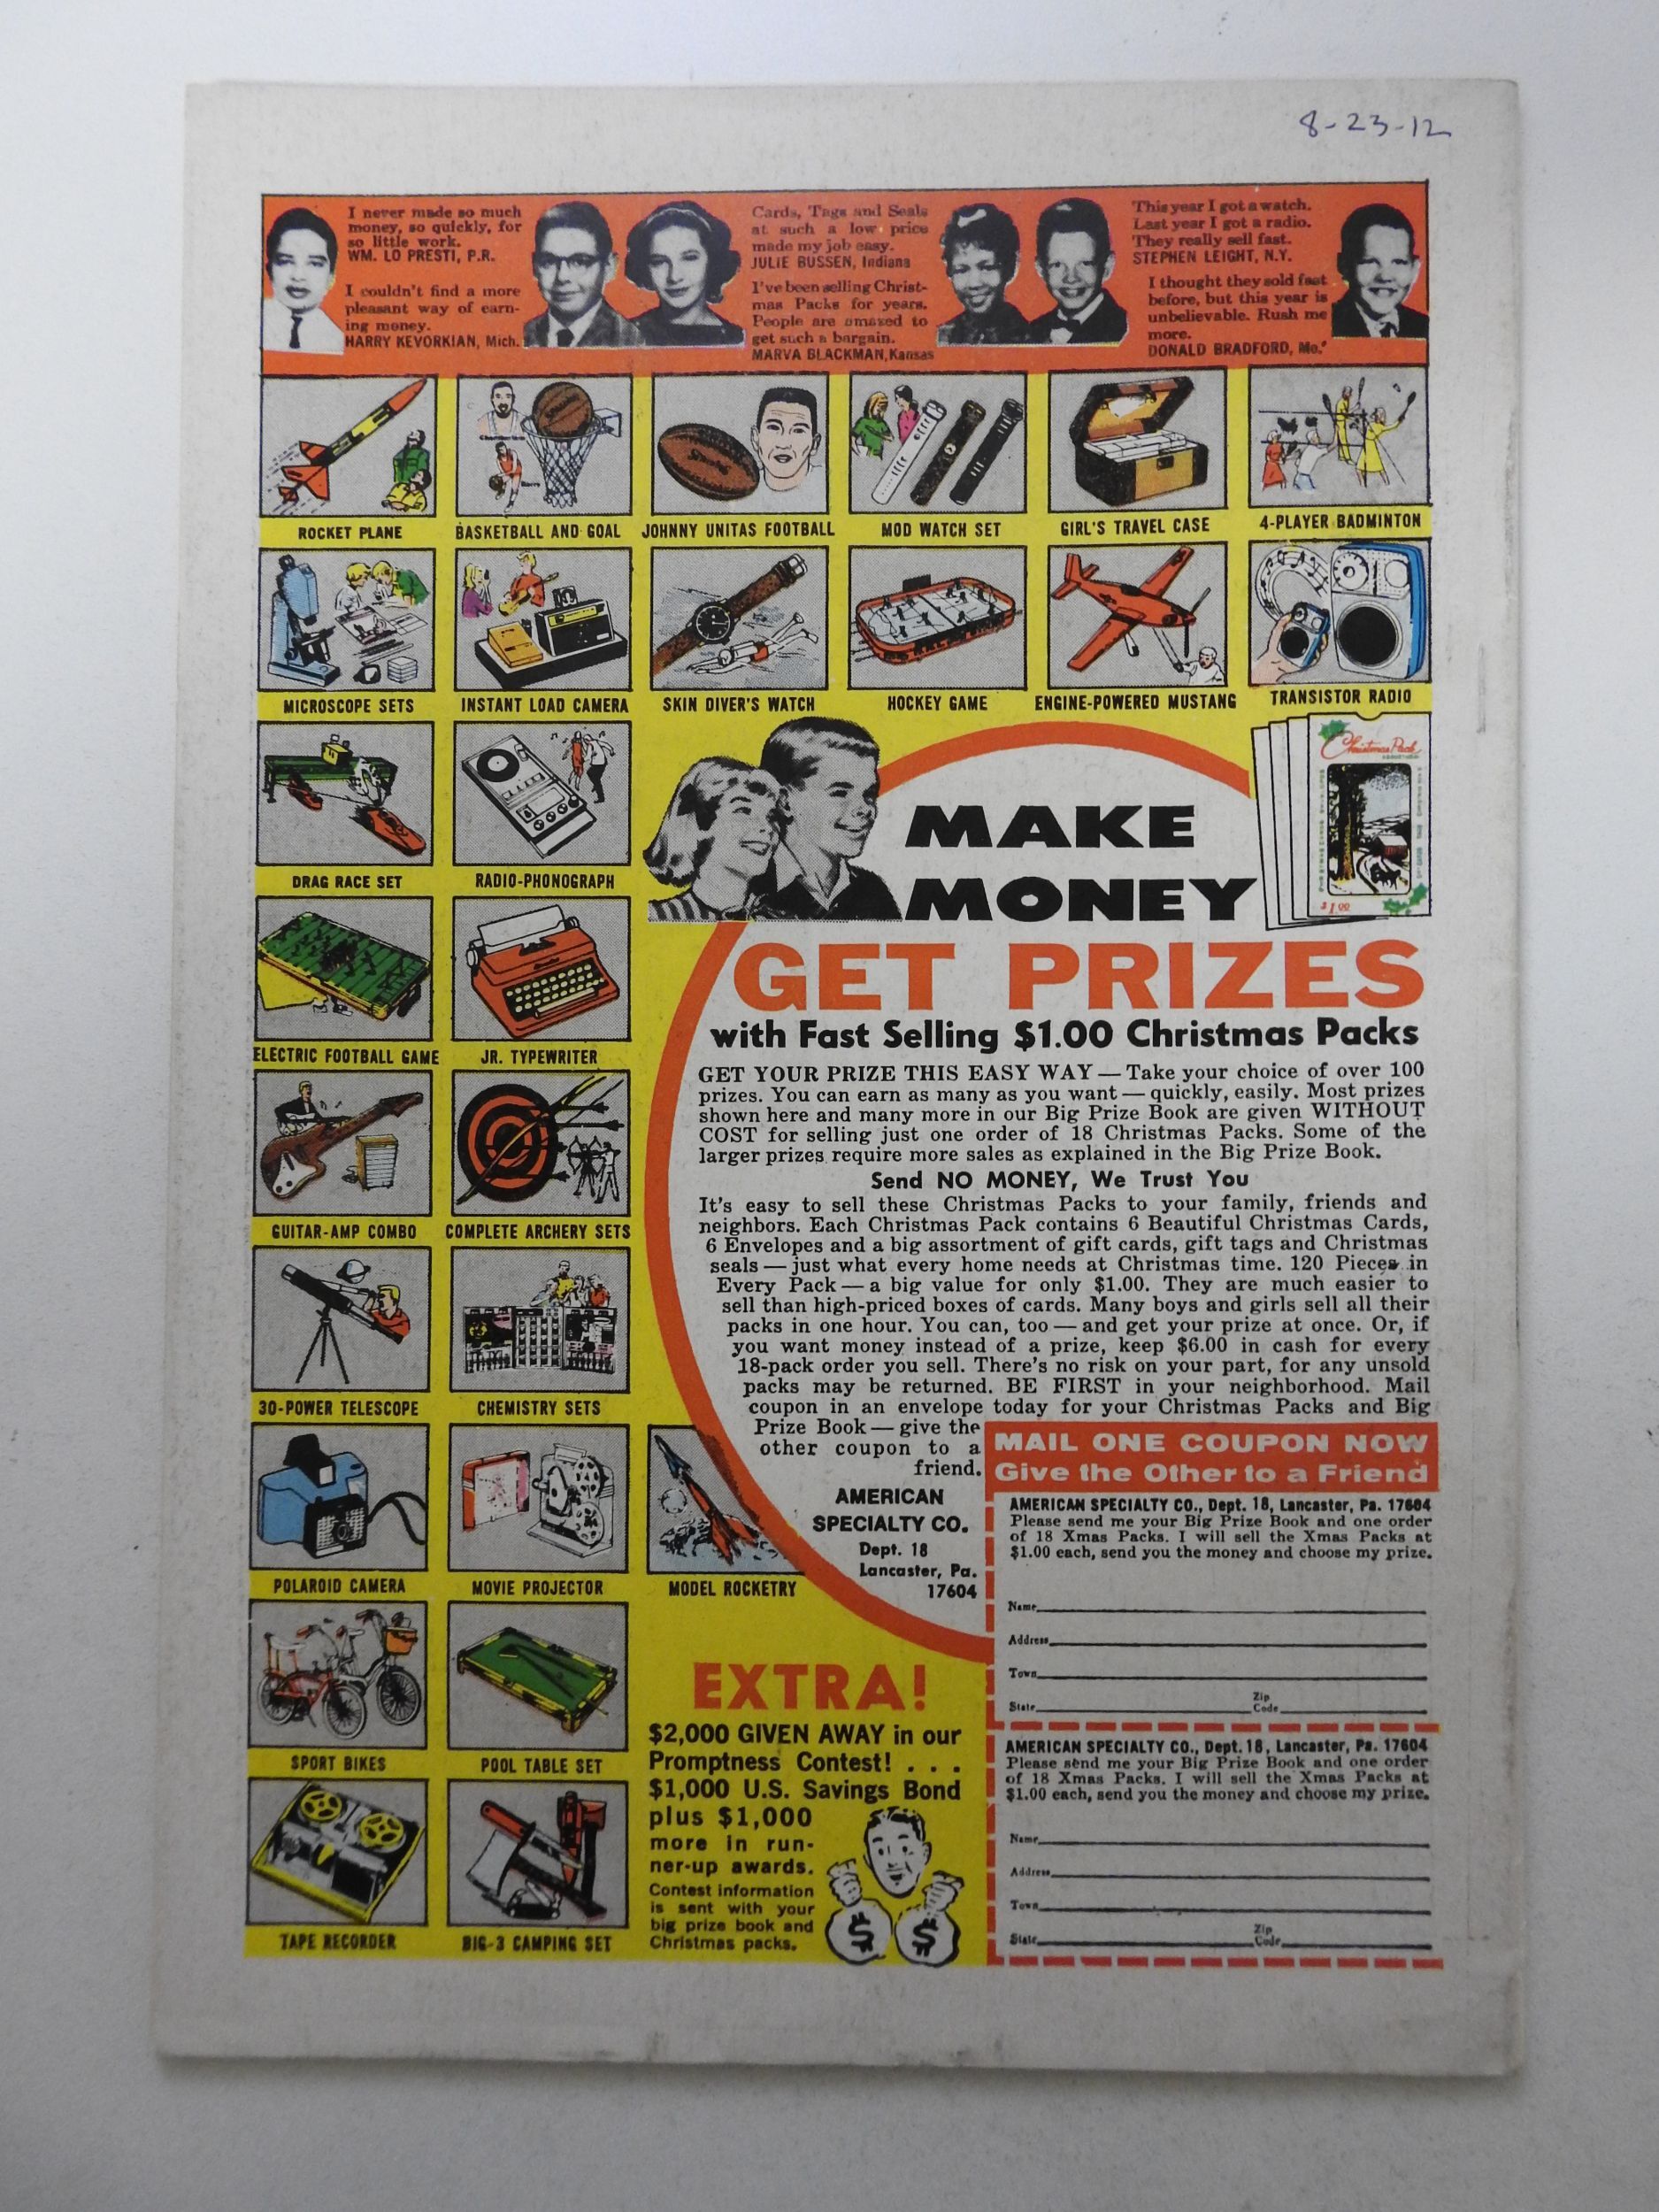 8-23-12
I never made so much
money, so quickly, for
so little work.
WM. LO PRESTI, P.R.
I couldn't find a more
pleasant way of earn-
ing money.
HARRY KEVORKIAN, Mich.
Cards, Tags and Seals
at such a low price
made my job easy.
JULIE BUSSEN, Indiana
I've been selling Christ-
mas Packs for years.
People are amazed to
get such a bargain.
MARVA BLACKMAN, Kansas
This year I got a watch.
Last year I got a radio.
They really sell fast.
STEPHEN LEIGHT, N.Y.
I thought they sold fast
before, but this year is
unbelievable. Rush me
more.
DONALD BRADFORD, Mo.
ROCKET PLANE
BASKETBALL AND GOAL
JOHNNY UNITAS FOOTBALL
MOD WATCH SET
GIRL'S TRAVEL CASE
4-PLAYER BADMINTON
MICROSCOPE SETS
INSTANT LOAD CAMERA
SKIN DIVER'S WATCH
HOCKEY GAME
ENGINE-POWERED MUSTANG
TRANSISTOR RADIO
DRAG RACE SET
RADIO-PHONOGRAPH
ELECTRIC FOOTBALL GAME
JR. TYPEWRITER
GUITAR-AMP COMBO
COMPLETE ARCHERY SETS
30-POWER TELESCOPE
CHEMISTRY SETS
POLAROID CAMERA
MOVIE PROJECTOR
MODEL ROCKETRY
SPORT BIKES
POOL TABLE SET
TAPE RECORDER
BIG-3 CAMPING SET
Christmas Pack
$1.00
MAKE
MONEY
GET PRIZES
with Fast Selling $1.00 Christmas Packs
GET YOUR PRIZE THIS EASY WAY — Take your choice of over 100
prizes. You can earn as many as you want — quickly, easily. Most prizes
shown here and many more in our Big Prize Book are given WITHOUT
COST for selling just one order of 18 Christmas Packs. Some of the
larger prizes require more sales as explained in the Big Prize Book.
Send NO MONEY, We Trust You
It's easy to sell these Christmas Packs to your family, friends and
neighbors. Each Christmas Pack contains 6 Beautiful Christmas Cards,
6 Envelopes and a big assortment of gift cards, gift tags and Christmas
seals — just what every home needs at Christmas time. 120 Pieces in
Every Pack — a big value for only $1.00. They are much easier to
sell than high-priced boxes of cards. Many boys and girls sell all their
packs in one hour. You can, too — and get your prize at once. Or, if
you want money instead of a prize, keep $6.00 in cash for every
18-pack order you sell. There's no risk on your part, for any unsold
packs may be returned. BE FIRST in your neighborhood. Mail
coupon in an envelope today for your Christmas Packs and Big
Prize Book — give the
other coupon to a
friend.
AMERICAN
SPECIALTY CO.
Dept. 18
Lancaster, Pa.
17604
EXTRA!
$2,000 GIVEN AWAY in our
Promptness Contest! . . .
$1,000 U.S. Savings Bond
plus $1,000
more in run-
ner-up awards.
Contest information
is sent with your
big prize book and
Christmas packs.
$ $
MAIL ONE COUPON NOW
Give the Other to a Friend
AMERICAN SPECIALTY CO., Dept. 18, Lancaster, Pa. 17604
Please send me your Big Prize Book and one order
of 18 Xmas Packs. I will sell the Xmas Packs at
$1.00 each, send you the money and choose my prize.
Name
Address
Town
State Zip Code
AMERICAN SPECIALTY CO., Dept. 18, Lancaster, Pa. 17604
Please send me your Big Prize Book and one order
of 18 Xmas Packs. I will sell the Xmas Packs at
$1.00 each, send you the money and choose my prize.
Name
Address
Town
State Zip Code